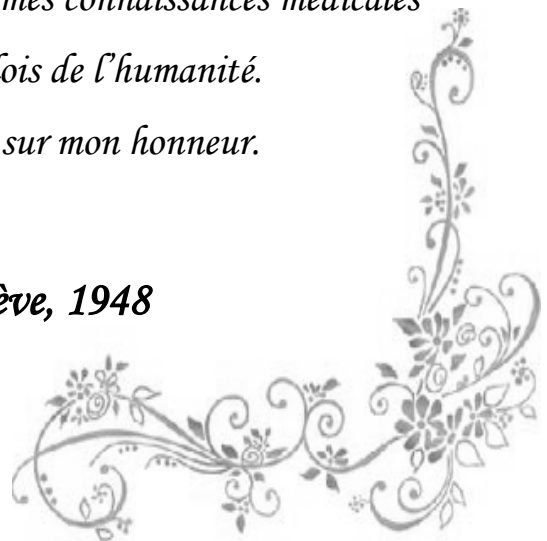 mes connaissances médicales
lois de l’humanité.
sur mon honneur.
ève, 1948